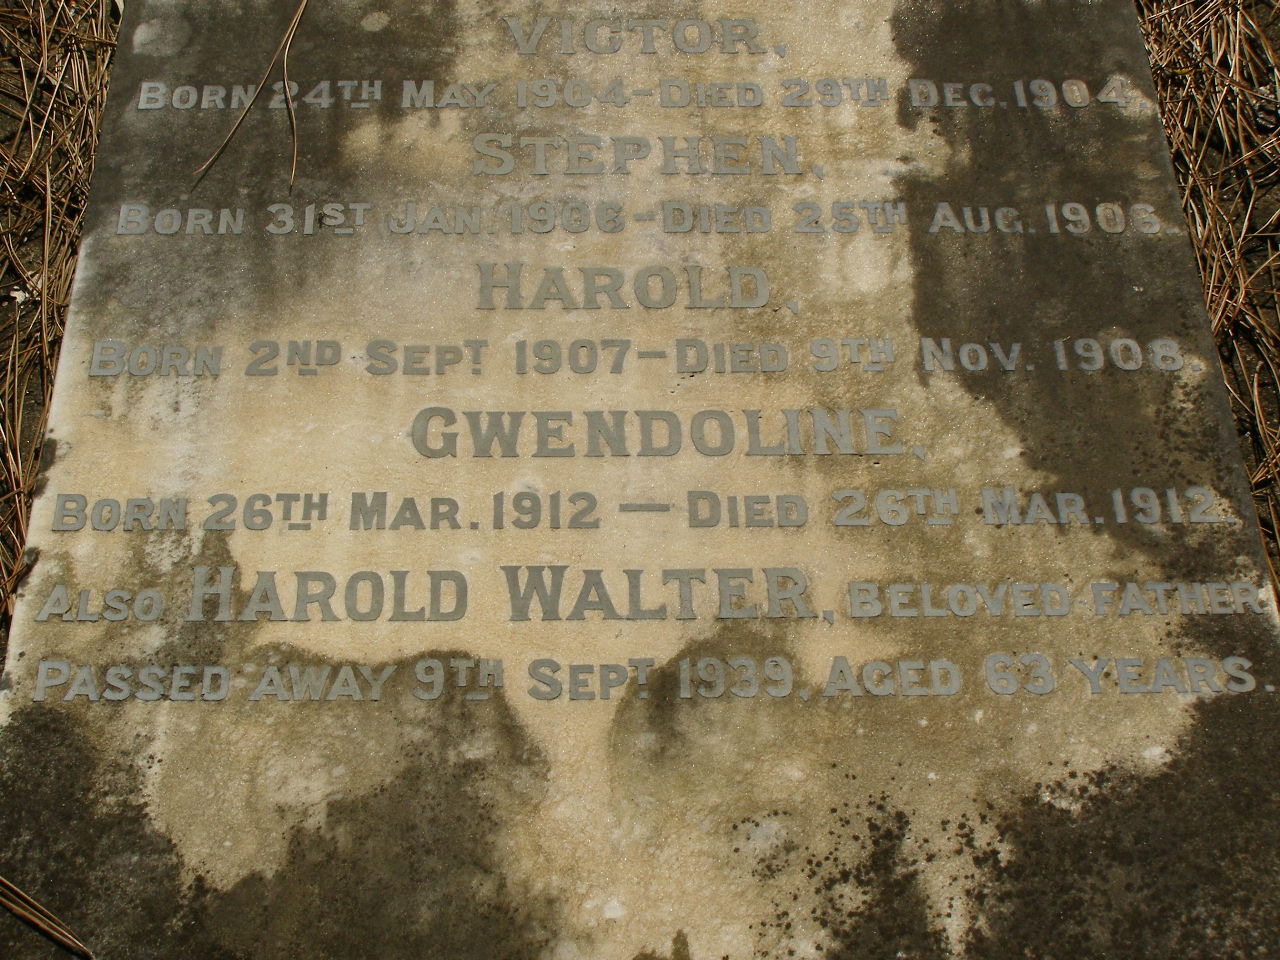 VICTOR,
BORN 24TH MAY 1904 - DIED 29TH DEC. 1904.
STEPHEN,
BORN 31ST JAN. 1906 - DIED 25TH AUG. 1906.
HAROLD,
BORN 2ND SEPT 1907 - DIED 9TH NOV. 1908.
GWENDOLINE,
BORN 26TH MAR. 1912 - DIED 26TH MAR. 1912.
ALSO HAROLD WALTER, BELOVED FATHER
PASSED AWAY 9TH SEPT 1939, AGED 63 YEARS.